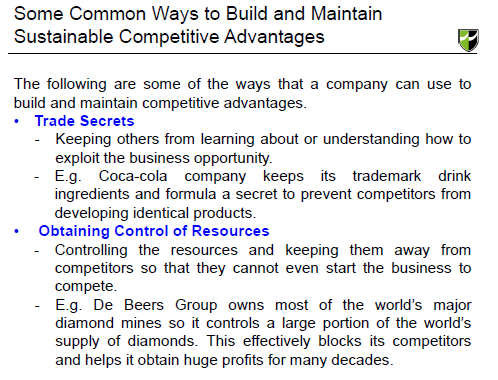 Some Common Ways to Build and Maintain
Sustainable Competitive Advantages
The following are some of the ways that a company can use to
build and maintain competitive advantages.
• Trade Secrets
- Keeping others from learning about or understanding how to
exploit the business opportunity.
- E.g. Coca-cola company keeps its trademark drink
ingredients and formula a secret to prevent competitors from
developing identical products.
• Obtaining Control of Resources
- Controlling the resources and keeping them away from
competitors so that they cannot even start the business to
compete.
- E.g. De Beers Group owns most of the world's major
diamond mines so it controls a large portion of the world's
supply of diamonds. This effectively blocks its competitors
and helps it obtain huge profits for many decades.